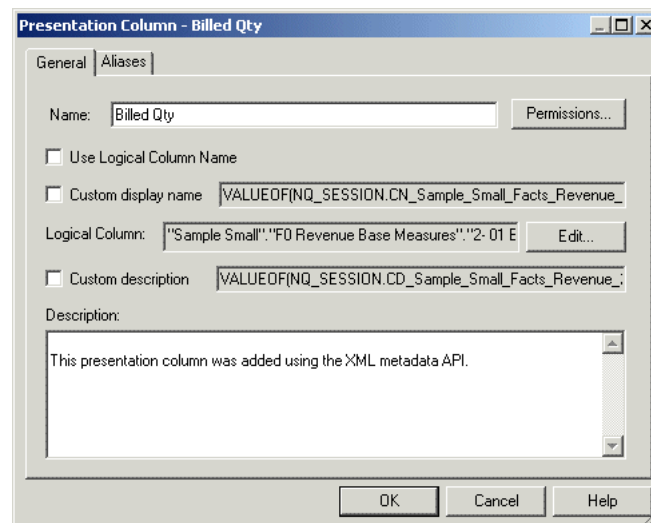 Presentation Column - Billed Qty
General Aliases
Name: Billed Qty Permissions...
Use Logical Column Name
Custom display name VALUEOF(NQ_SESSION.CN_Sample_Small_Facts_Revenue_
Logical Column: "Sample Small"."F0 Revenue Base Measures"."2- 01 B Edit...
Custom description VALUEOF(NQ_SESSION.CD_Sample_Small_Facts_Revenue_
Description:
This presentation column was added using the XML metadata API.
OK Cancel Help